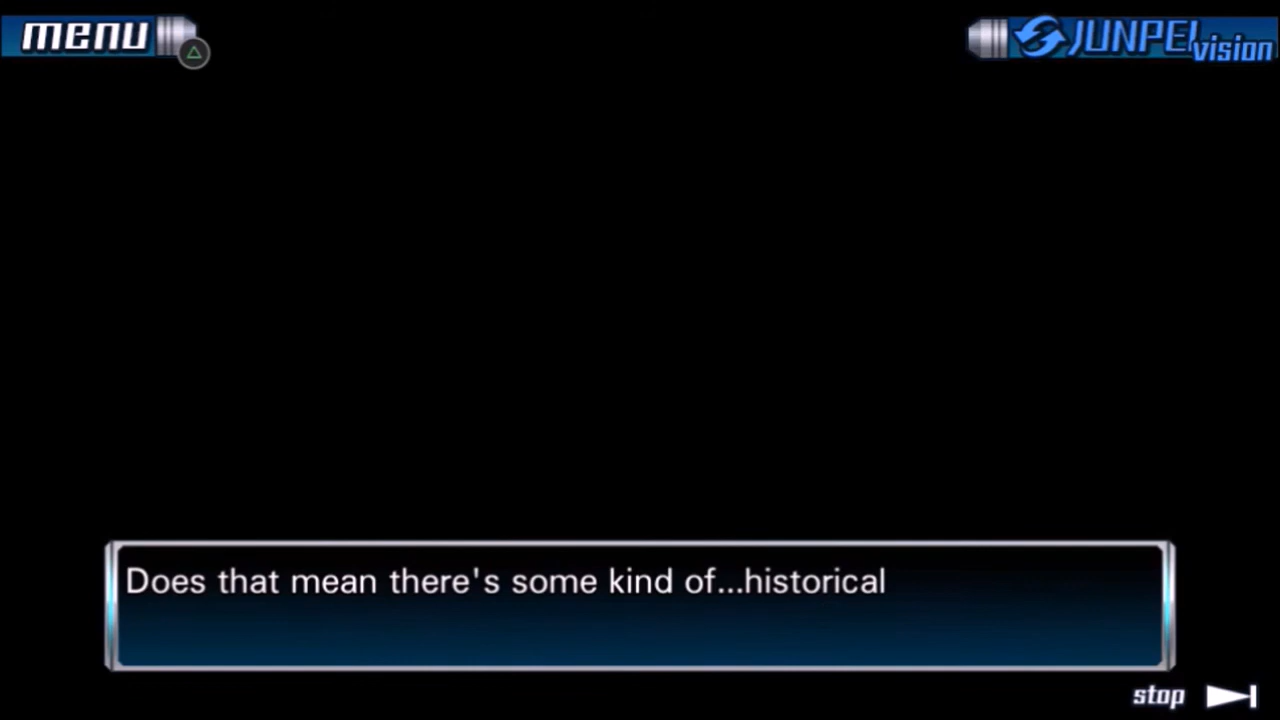 menu
JUNPEI vision
Does that mean there's some kind of...historical
stop